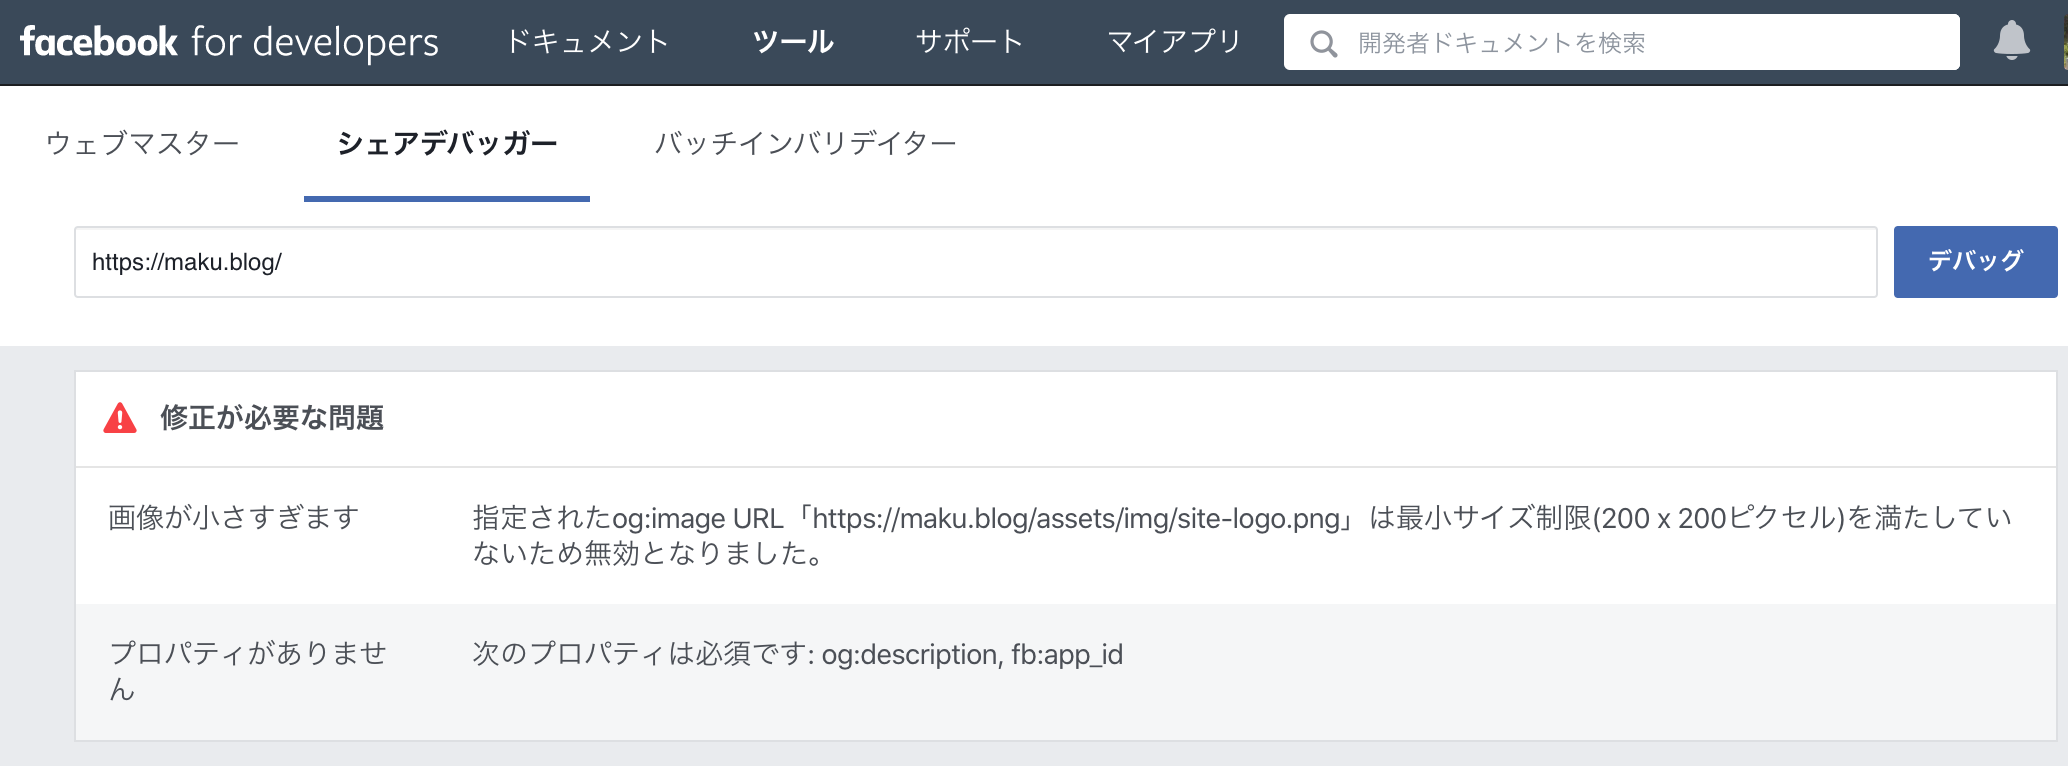 facebook for developers ドキュメント ツール サポート マイアプリ 開発者ドキュメントを検索
ウェブマスター シェアデバッガー バッチインバリデイター
https://maku.blog/ デバッグ
修正が必要な問題
画像が小さすぎます
指定されたog:image URL「https://maku.blog/assets/img/site-logo.png」は最小サイズ制限(200 x 200ピクセル)を満たしてい
ないため無効となりました。
プロパティがありませ
ん
次のプロパティは必須です: og:description, fb:app_id